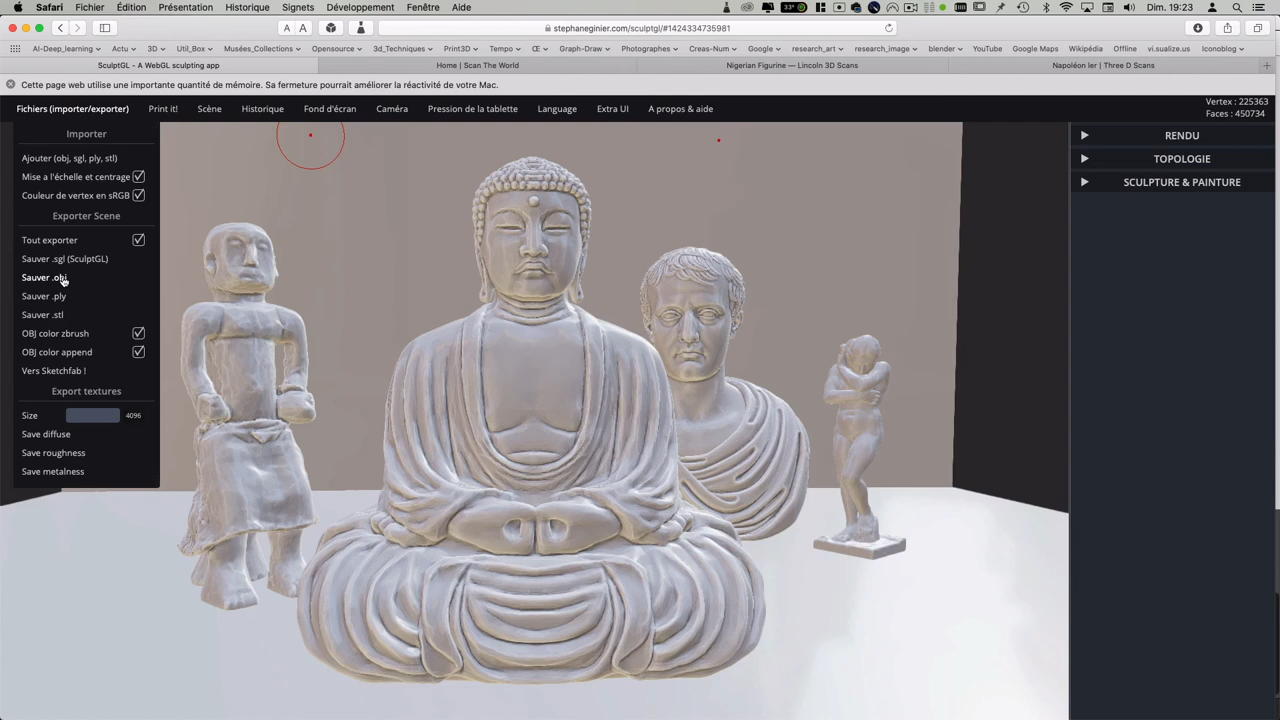 Safari Fichier Édition Présentation Historique Signets Développement Fenêtre Aide 33° Dim. 19:23
A A stephaneginier.com/sculptgl/#1424334735981
AI-Deep_learning Actu 3D Util_Box Musées_Collections Opensource 3d_Techniques Print3D Tempo Œ Graph-Draw Photographes Creas-Num Google research_art research_image blender YouTube Google Maps Wikipédia Offline vi.sualize.us Iconoblog
SculptGL - A WebGL sculpting app Home | Scan The World Nigerian Figurine — Lincoln 3D Scans Napoléon Ier | Three D Scans
Cette page web utilise une importante quantité de mémoire. Sa fermeture pourrait améliorer la réactivité de votre Mac.
Fichiers (importer/exporter) Print it! Scène Historique Fond d'écran Caméra Pression de la tablette Language Extra UI A propos & aide
Vertex : 225363
Faces : 450734
Importer
Ajouter (obj, sgl, ply, stl)
Mise a l'échelle et centrage
Couleur de vertex en sRGB
Exporter Scene
Tout exporter
Sauver .sgl (SculptGL)
Sauver .obj
Sauver .ply
Sauver .stl
OBJ color zbrush
OBJ color append
Vers Sketchfab !
Export textures
Size 4096
Save diffuse
Save roughness
Save metalness
RENDU
TOPOLOGIE
SCULPTURE & PAINTURE